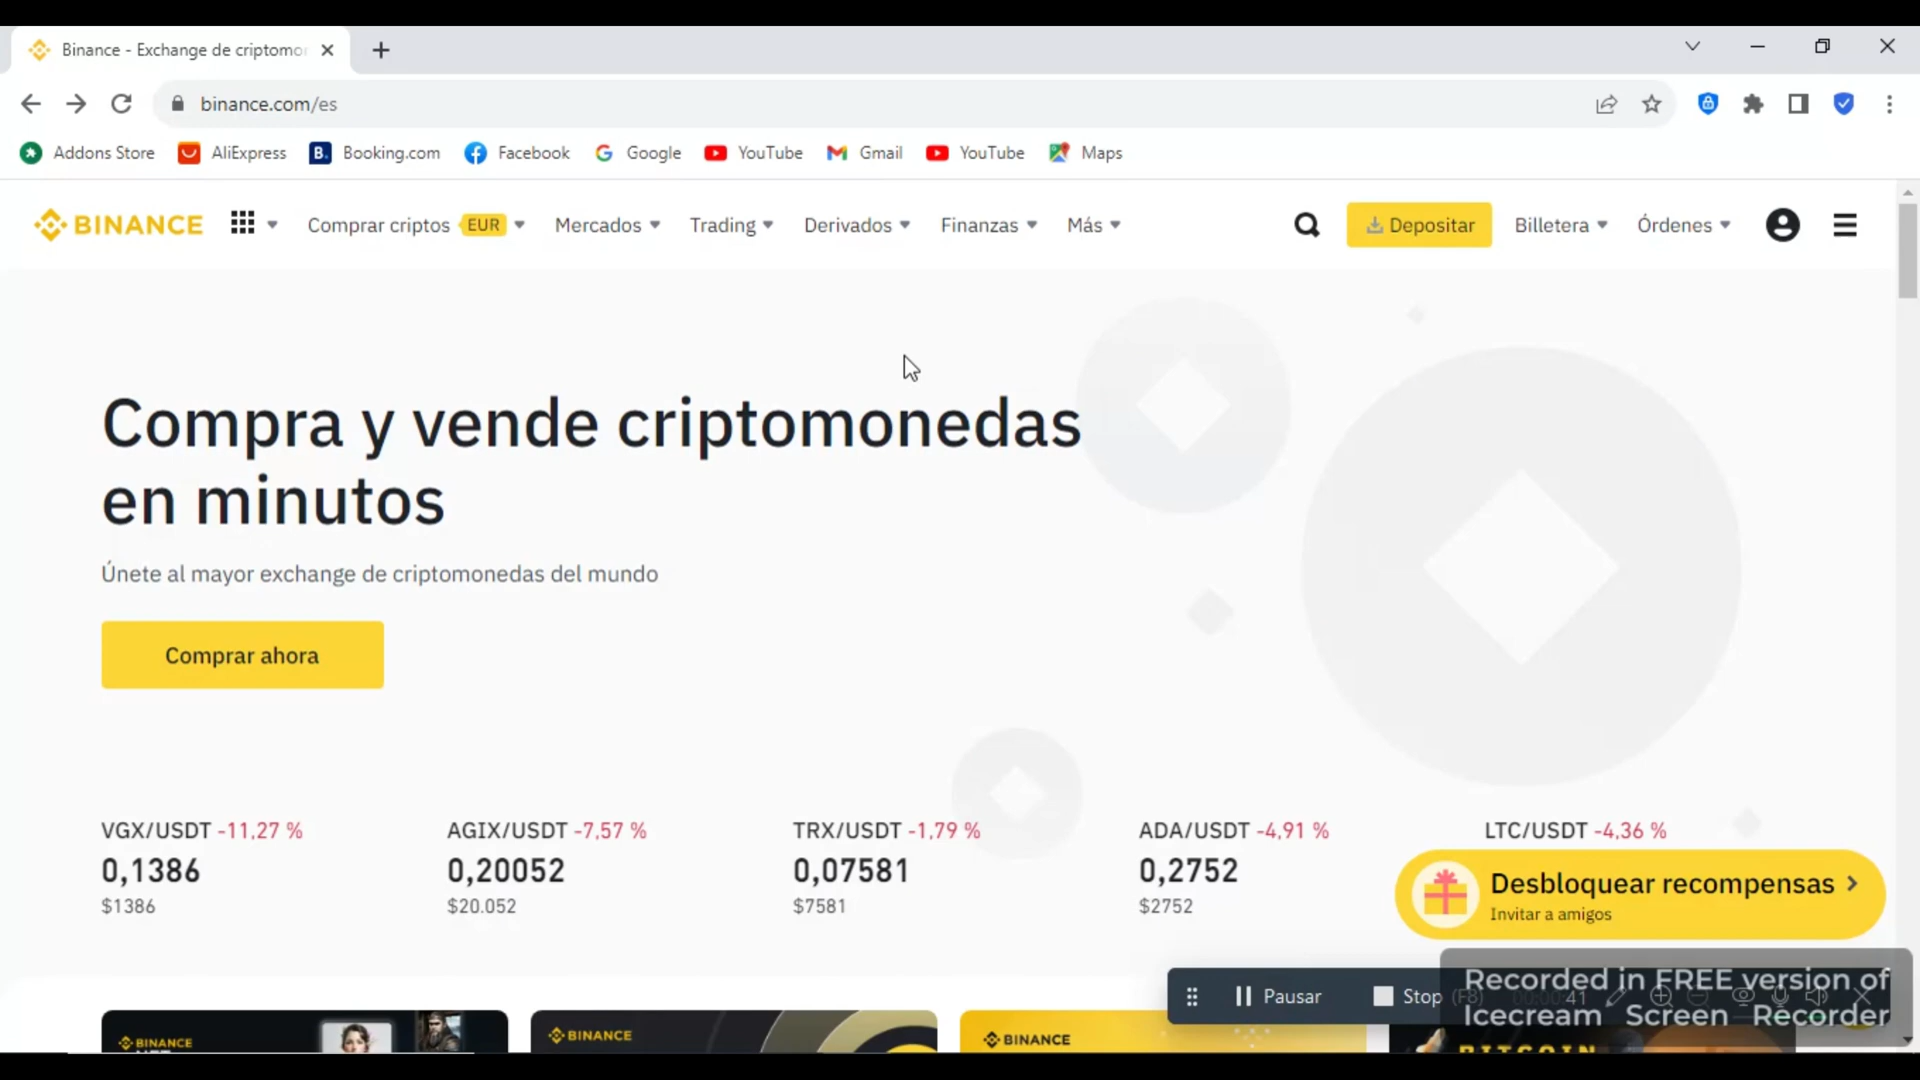 Binance - Exchange de criptomo
binance.com/es
Addons Store
AliExpress
Booking.com
Facebook
Google
YouTube
Gmail
YouTube
Maps
BINANCE
Comprar criptos EUR
Mercados
Trading
Derivados
Finanzas
Más
Depositar
Billetera
Órdenes
Compra y vende criptomonedas
en minutos
Únete al mayor exchange de criptomonedas del mundo
Comprar ahora
VGX/USDT -11,27 %
0,1386
$1386
AGIX/USDT -7,57 %
0,20052
$20.052
TRX/USDT -1,79 %
0,07581
$7581
ADA/USDT -4,91 %
0,2752
$2752
LTC/USDT -4,36 %
Desbloquear recompensas
Invitar a amigos
Pausar
Stop (F8)
Recorded in FREE version of
Icecream Screen Recorder
BINANCE
BINANCE
BINANCE
BITCOIN